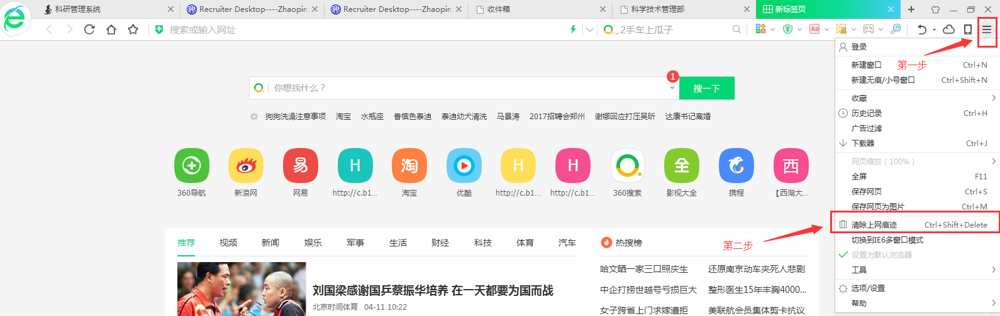 科研管理系统
Recruiter Desktop----Zhaopin.
Recruiter Desktop----Zhaopin.
收件箱
科学技术管理部
新标签页
搜索或输入网址
2手车上瓜子
Aa
登录
第一步
新建窗口 Ctrl+N
新建无痕/小号窗口 Ctrl+Shift+N
收藏
历史记录 Ctrl+H
广告过滤
下载器 Ctrl+J
网页缩放（100%）
全屏 F11
保存网页 Ctrl+S
保存网页为图片 Ctrl+M
清除上网痕迹 Ctrl+Shift+Delete
切换到IE6多窗口模式
设置为默认浏览器
工具
选项/设置
帮助
第二步
你想找什么？
1
搜一下
狗狗洗澡注意事项 淘宝 水瓶座 香槟色泰迪 泰迪幼犬清洗 马景涛 2017招聘会郑州 谢娜回应打压吴昕 达康书记离婚
易 H 淘 H H 全 西
360导航 新浪网 网易 http://c.b1... 淘宝 优酷 http://c.b1... http://c.b1... 360搜索 影视大全 携程 【西湖大...
推荐 视频 新闻 娱乐 军事 生活 财经 科技 体育 汽车
刘国梁感谢国乒蔡振华培养 在一天都要为国而战
北京时间体育 04-11 10:22
热搜榜
哈文晒一家三口照庆生 还原南京动车夹死人悲剧
中企打捞世越号亏损巨大 整形医生15年丰胸4000...
女子跨省上门求嫁遭拒 美联航会员集体剪卡抗议